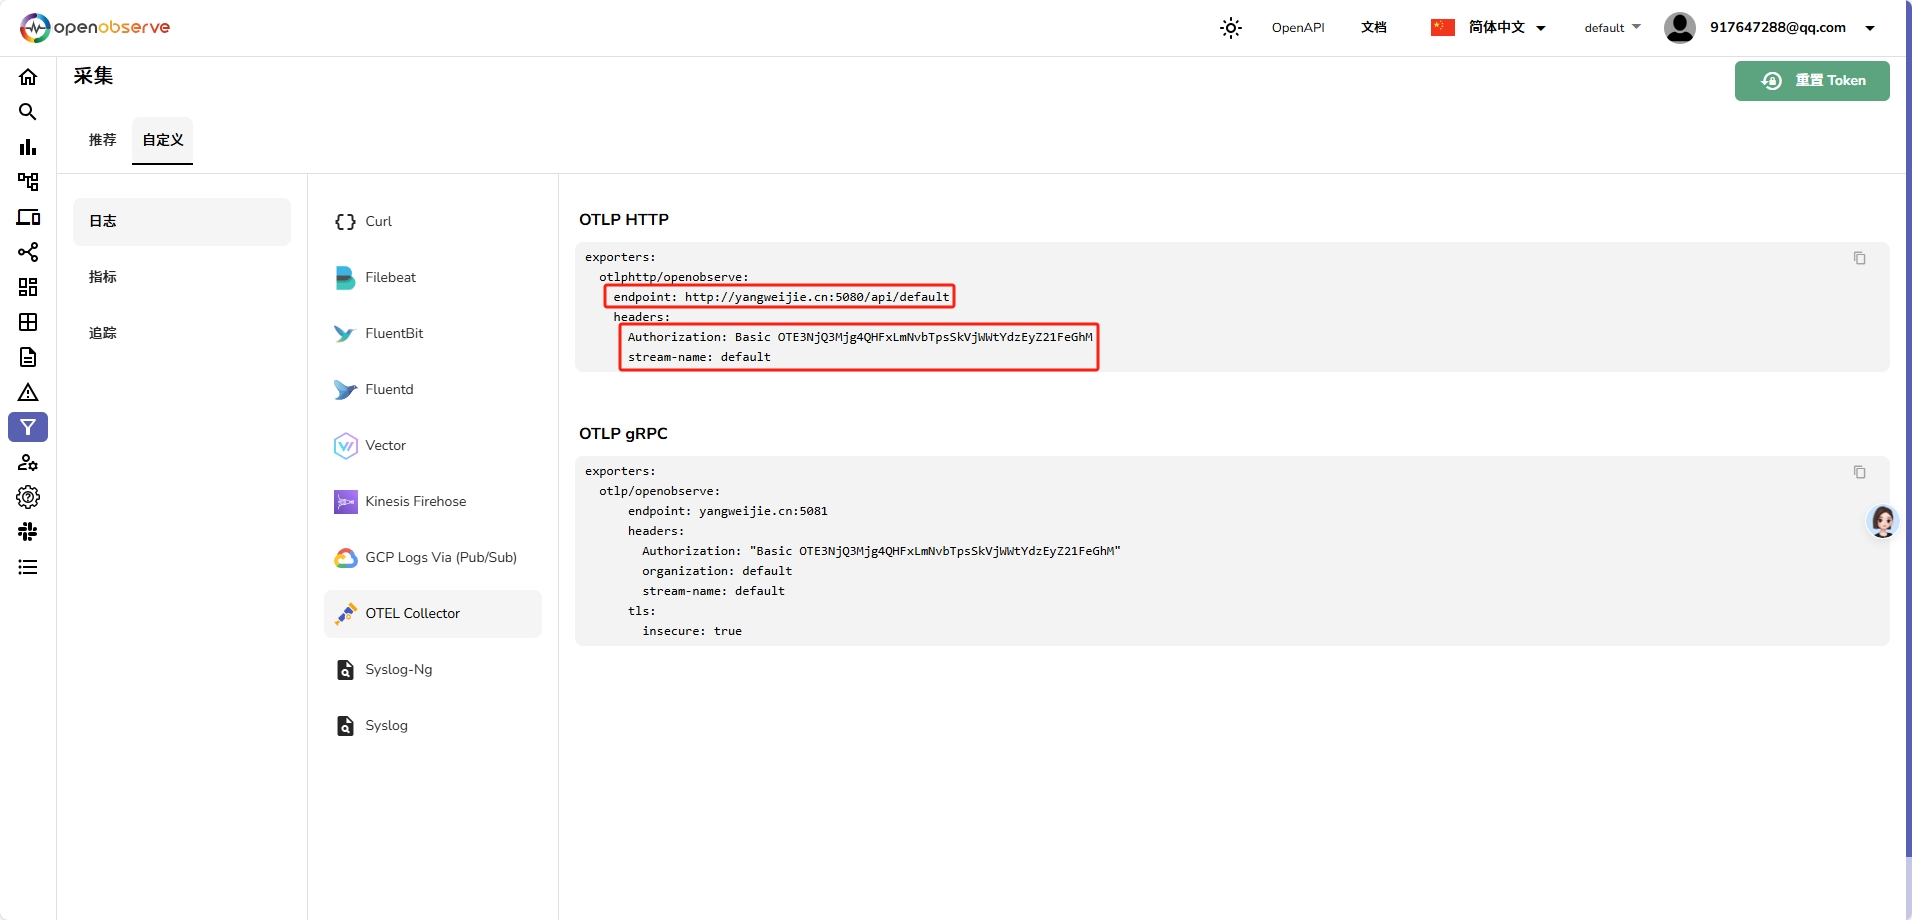 openobserve
OpenAPI
文档
简体中文
default
917647288@qq.com
采集
重置 Token
推荐
自定义
日志
指标
追踪
Curl
Filebeat
FluentBit
Fluentd
Vector
Kinesis Firehose
GCP Logs Via (Pub/Sub)
OTEL Collector
Syslog-Ng
Syslog
OTLP HTTP
exporters:
otlphttp/openobserve:
endpoint: http://yangweijie.cn:5080/api/default
headers:
Authorization: Basic OTE3NjQ3Mjg4QHFxLmNvbTpsSkVjWWtYdzEyZ21FeGhM
stream-name: default
OTLP gRPC
exporters:
otlp/openobserve:
endpoint: yangweijie.cn:5081
headers:
Authorization: "Basic OTE3NjQ3Mjg4QHFxLmNvbTpsSkVjWWtYdzEyZ21FeGhM"
organization: default
stream-name: default
tls:
insecure: true